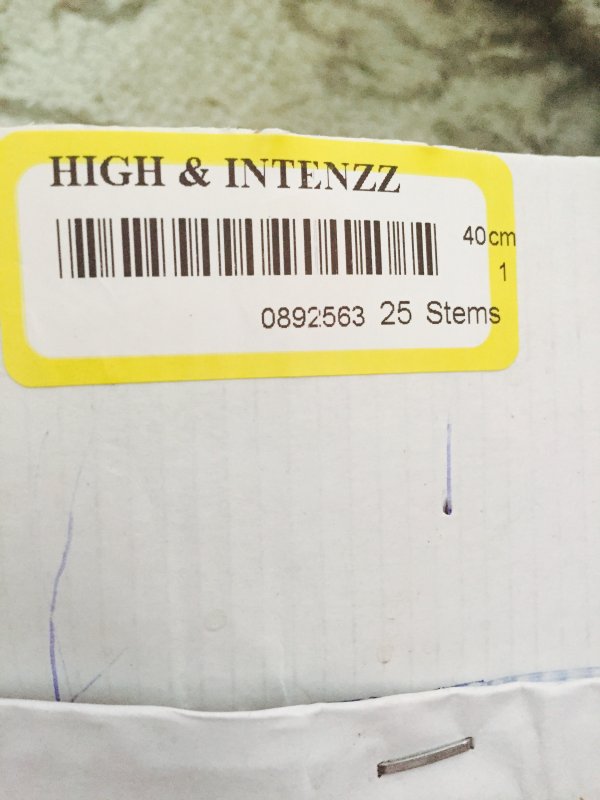 HIGH & INTENZZ
40cm
1
0892563 25 Stems